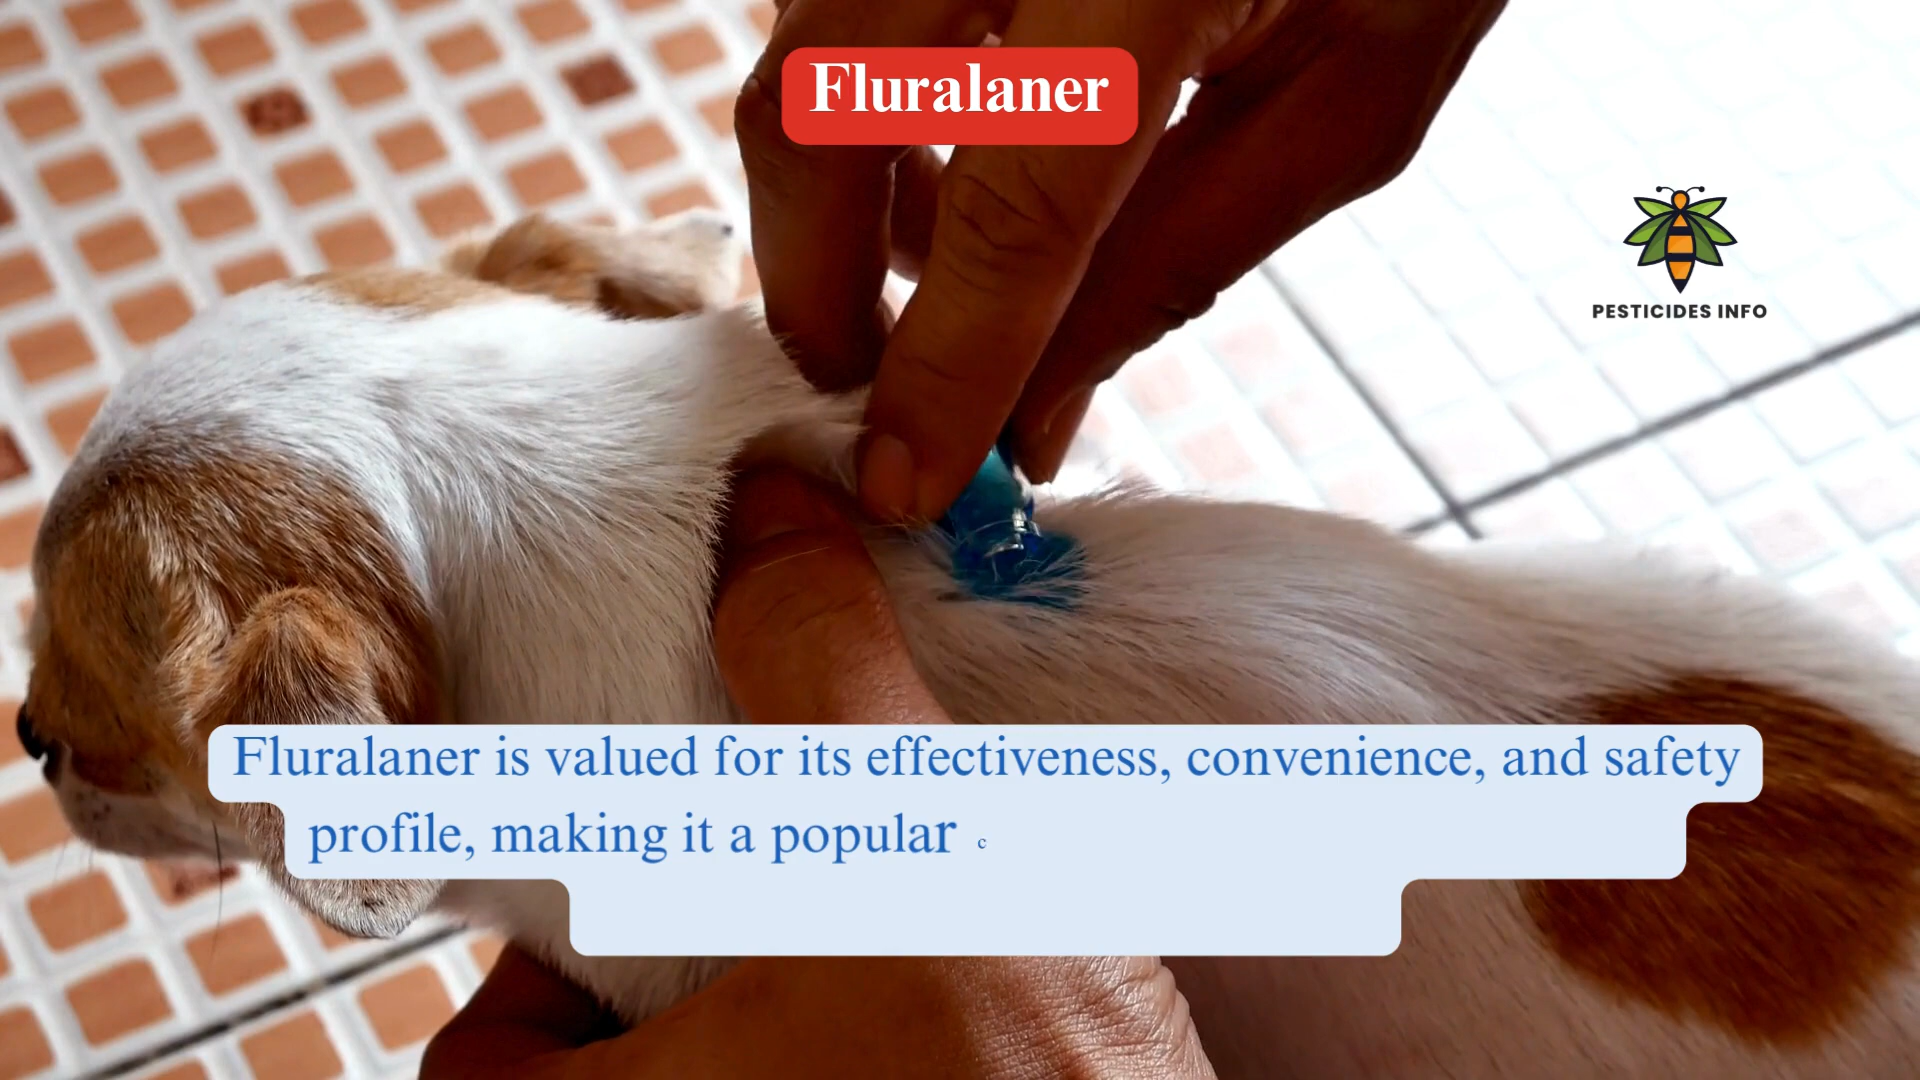 Fluralaner
PESTICIDES INFO
Fluralaner is valued for its effectiveness, convenience, and safety
profile, making it a popular c